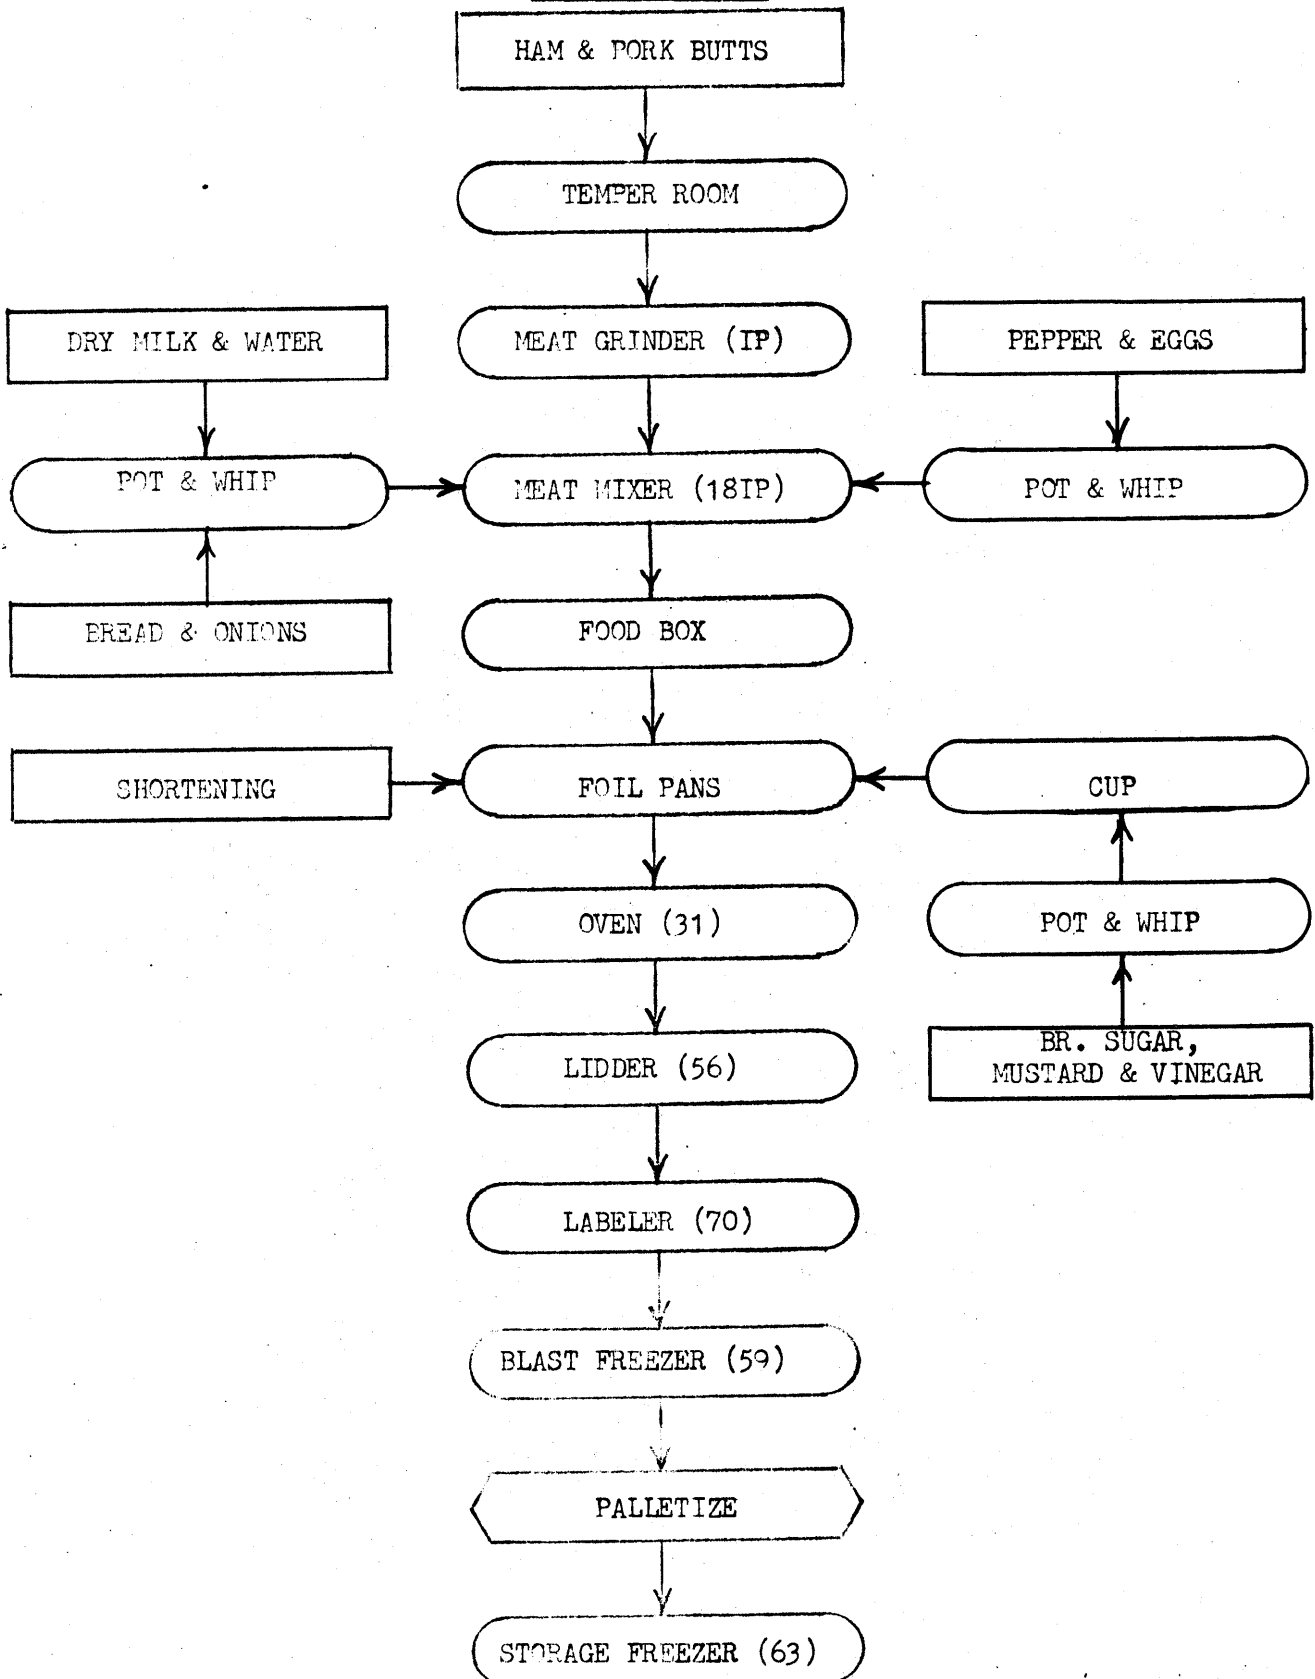 HAM & PORK BUTTS
TEMPER ROOM
MEAT GRINDER (IP)
DRY MILK & WATER
PEPPER & EGGS
POT & WHIP
MEAT MIXER (18IP)
POT & WHIP
BREAD & ONIONS
FOOD BOX
SHORTENING
FOIL PANS
CUP
OVEN (31)
POT & WHIP
BR. SUGAR,
MUSTARD & VINEGAR
LIDDER (56)
LABELER (70)
BLAST FREEZER (59)
PALLETIZE
STORAGE FREEZER (63)